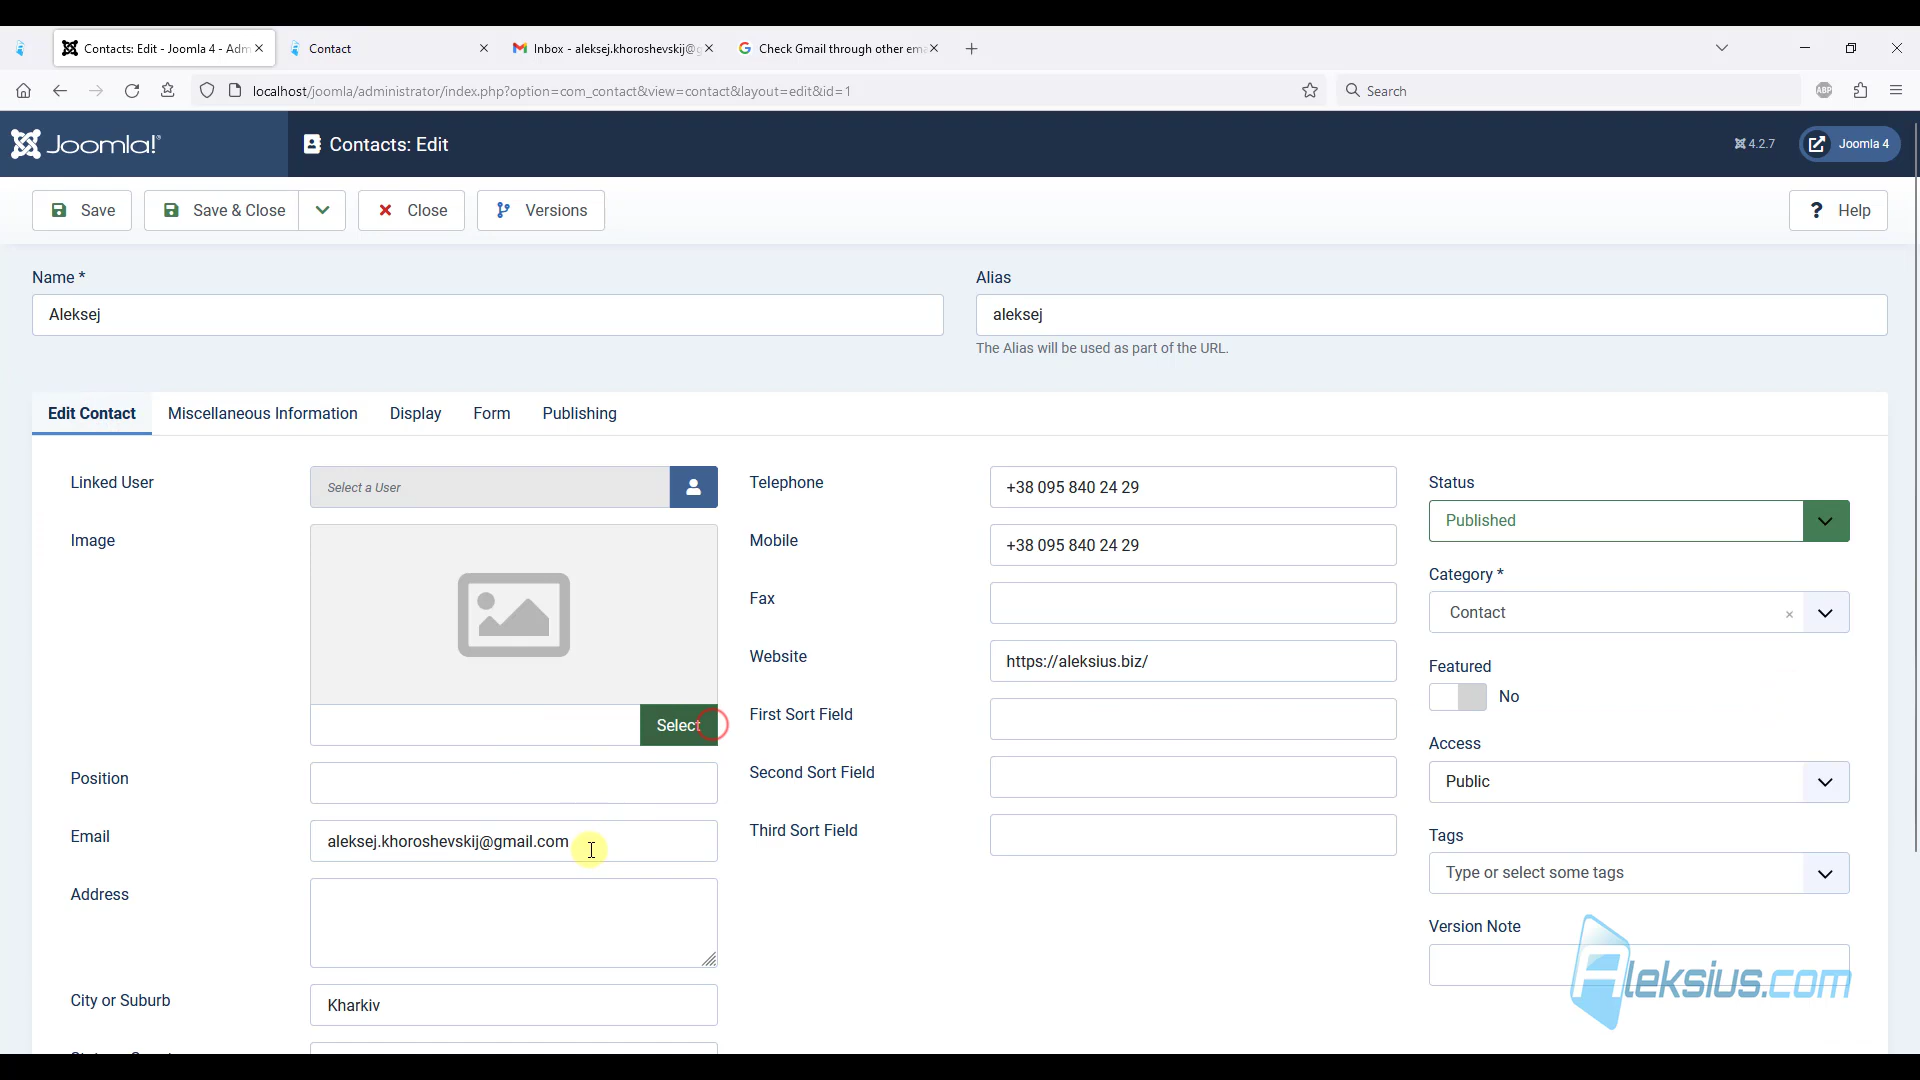 Contacts: Edit - Joomla 4 - Adm
Contact
Inbox - aleksej.khoroshevskij@g
Check Gmail through other ema
localhost/joomla/administrator/index.php?option=com_contact&view=contact&layout=edit&id=1
Search
ABP
Joomla!®
Contacts: Edit
4.2.7
Joomla 4
Save
Save & Close
Close
Versions
? Help
Name *
Alias
Aleksej
aleksej
The Alias will be used as part of the URL.
Edit Contact
Miscellaneous Information
Display
Form
Publishing
Linked User
Select a User
Telephone
+38 095 840 24 29
Status
Published
Image
Mobile
+38 095 840 24 29
Category *
Contact
Fax
Website
https://aleksius.biz/
Featured
No
Select
First Sort Field
Access
Public
Position
Second Sort Field
Email
aleksej.khoroshevskij@gmail.com
Third Sort Field
Tags
Type or select some tags
Address
Version Note
Aleksius.com
City or Suburb
Kharkiv